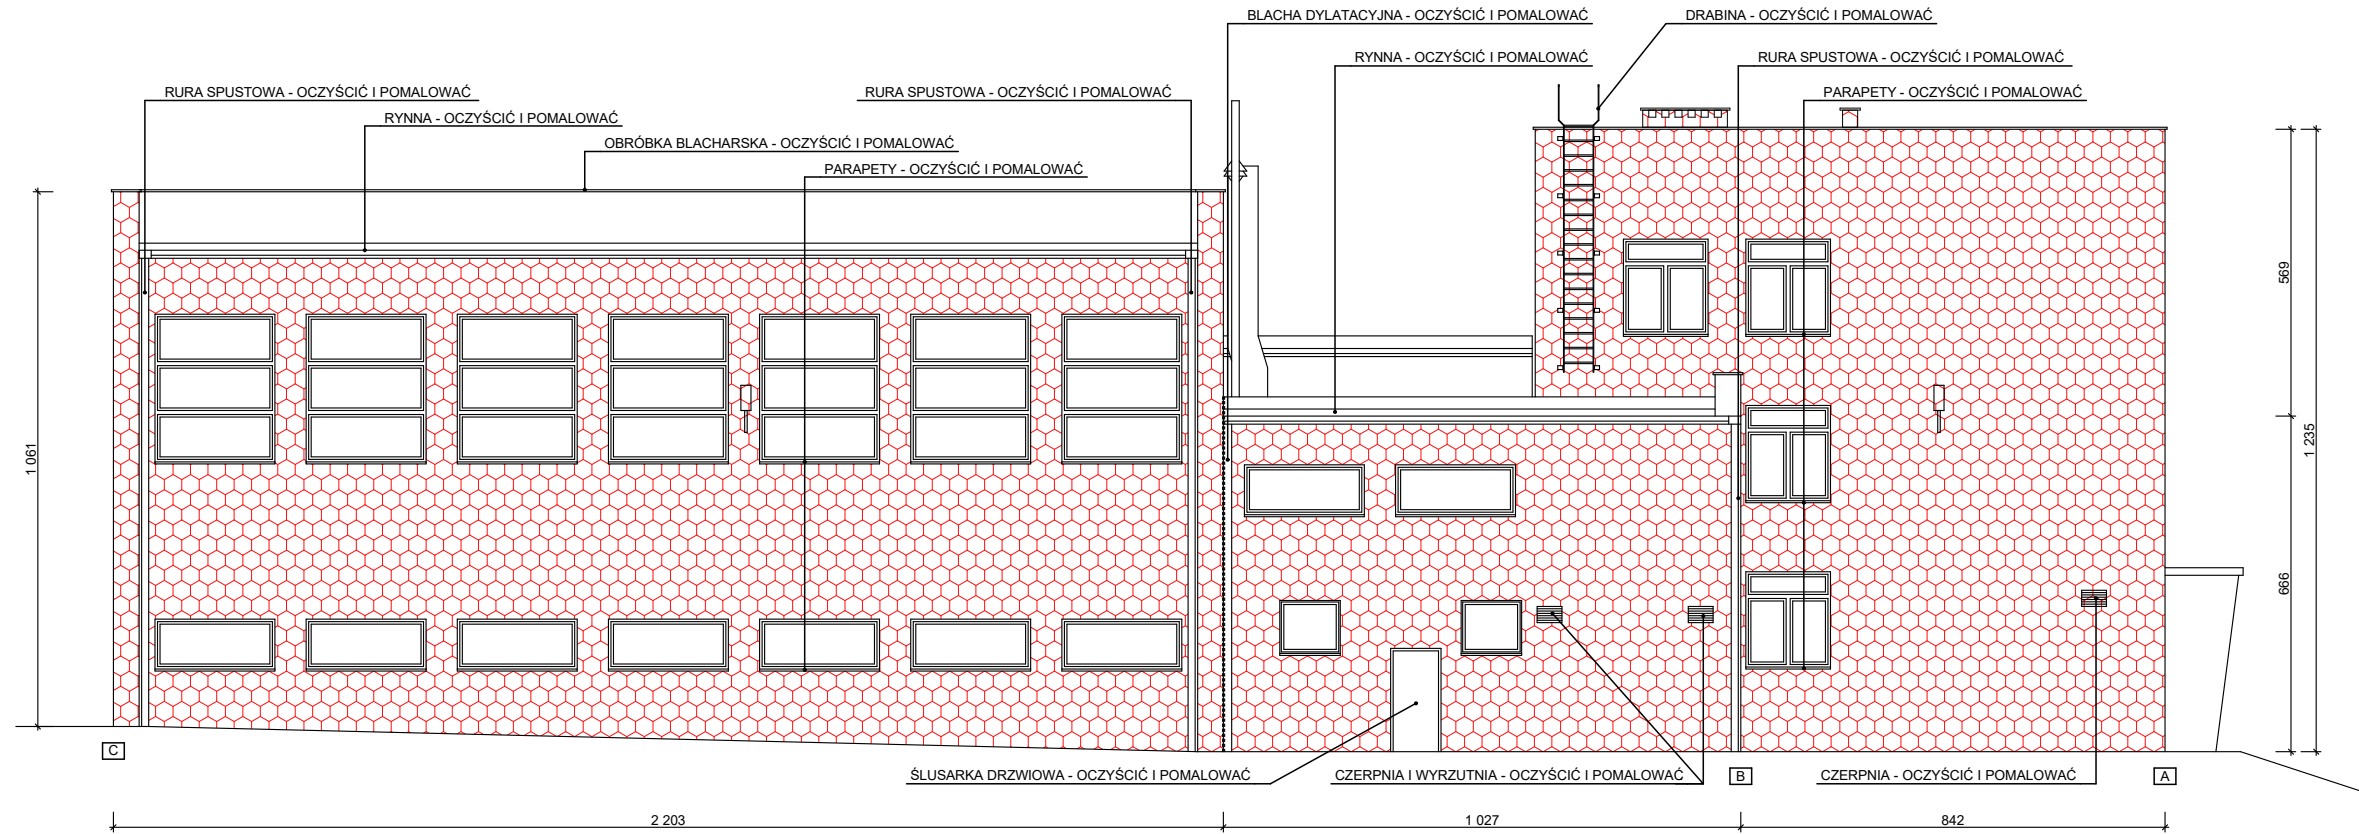 BLACHA DYLATACYJNA - OCZYŚCIĆ I POMALOWAĆ
DRABINA - OCZYŚCIĆ I POMALOWAĆ
RYNNA - OCZYŚCIĆ I POMALOWAĆ
RURA SPUSTOWA - OCZYŚCIĆ I POMALOWAĆ
RURA SPUSTOWA - OCZYŚCIĆ I POMALOWAĆ
RURA SPUSTOWA - OCZYŚCIĆ I POMALOWAĆ
PARAPETY - OCZYŚCIĆ I POMALOWAĆ
RYNNA - OCZYŚCIĆ I POMALOWAĆ
OBRÓBKA BLACHARSKA - OCZYŚCIĆ I POMALOWAĆ
PARAPETY - OCZYŚCIĆ I POMALOWAĆ
569
1 061
1 235
666
C
ŚLUSARKA DRZWIOWA - OCZYŚCIĆ I POMALOWAĆ
CZERPNIA I WYRZUTNIA - OCZYŚCIĆ I POMALOWAĆ
B
CZERPNIA - OCZYŚCIĆ I POMALOWAĆ
A
2 203
1 027
842